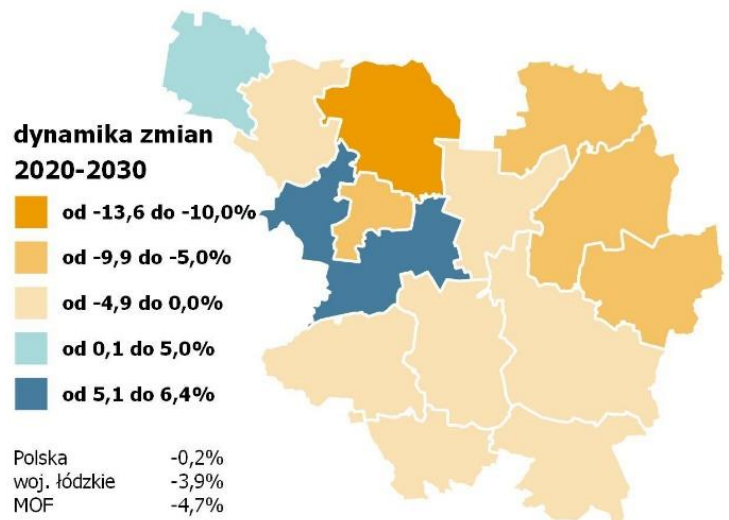 dynamika zmian
2020-2030
od -13,6 do -10,0%
od -9,9 do -5,0%
od -4,9 do 0,0%
od 0,1 do 5,0%
od 5,1 do 6,4%
Polska -0,2%
woj. łódzkie -3,9%
MOF -4,7%